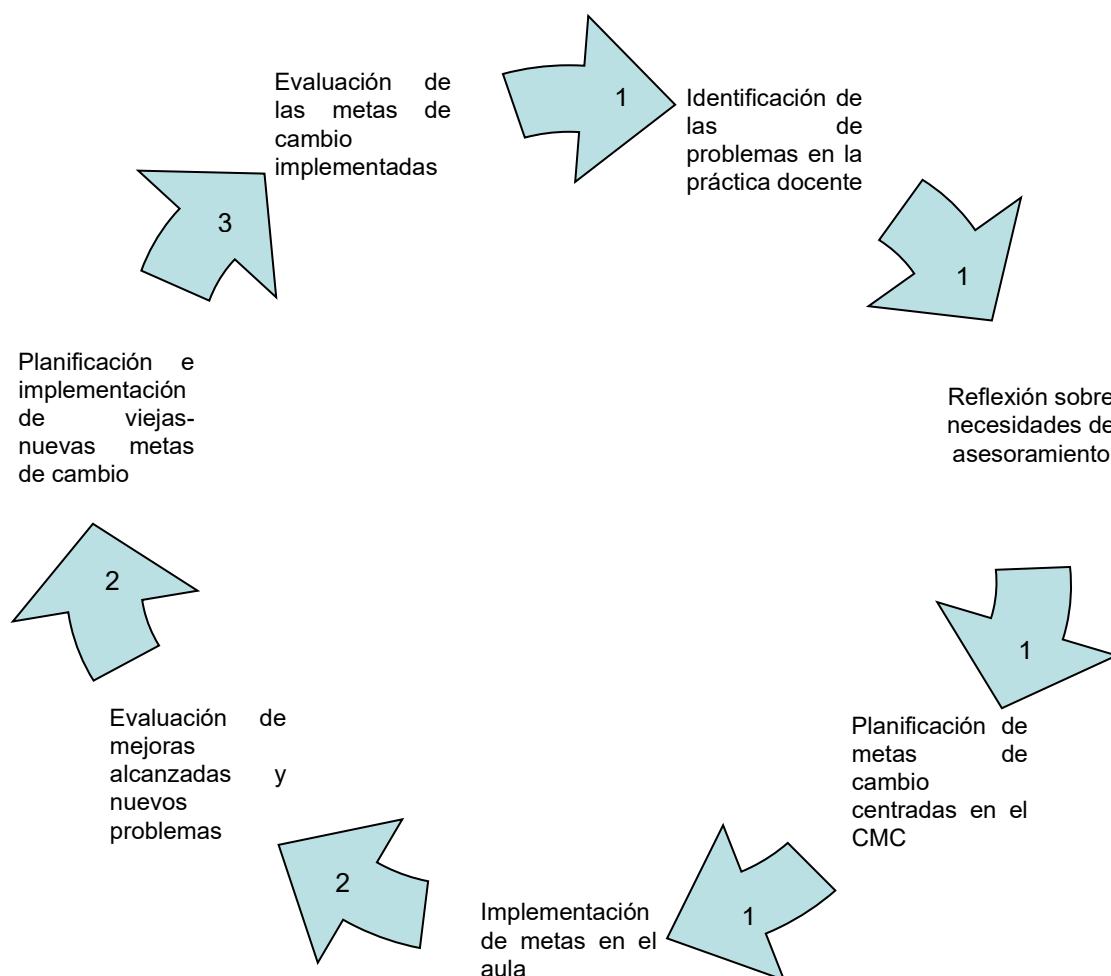 Evaluación de
las metas de
cambio
implementadas
1
Identificación de
las de
problemas en la
práctica docente
1
Reflexión sobre
necesidades de
asesoramiento
1
Planificación de
metas de
cambio
centradas en el
CMC
1
Implementación
de metas en el
aula
2
Evaluación de
mejoras
alcanzadas y
nuevos
problemas
2
Planificación e
implementación
de viejas-
nuevas metas
de cambio
3